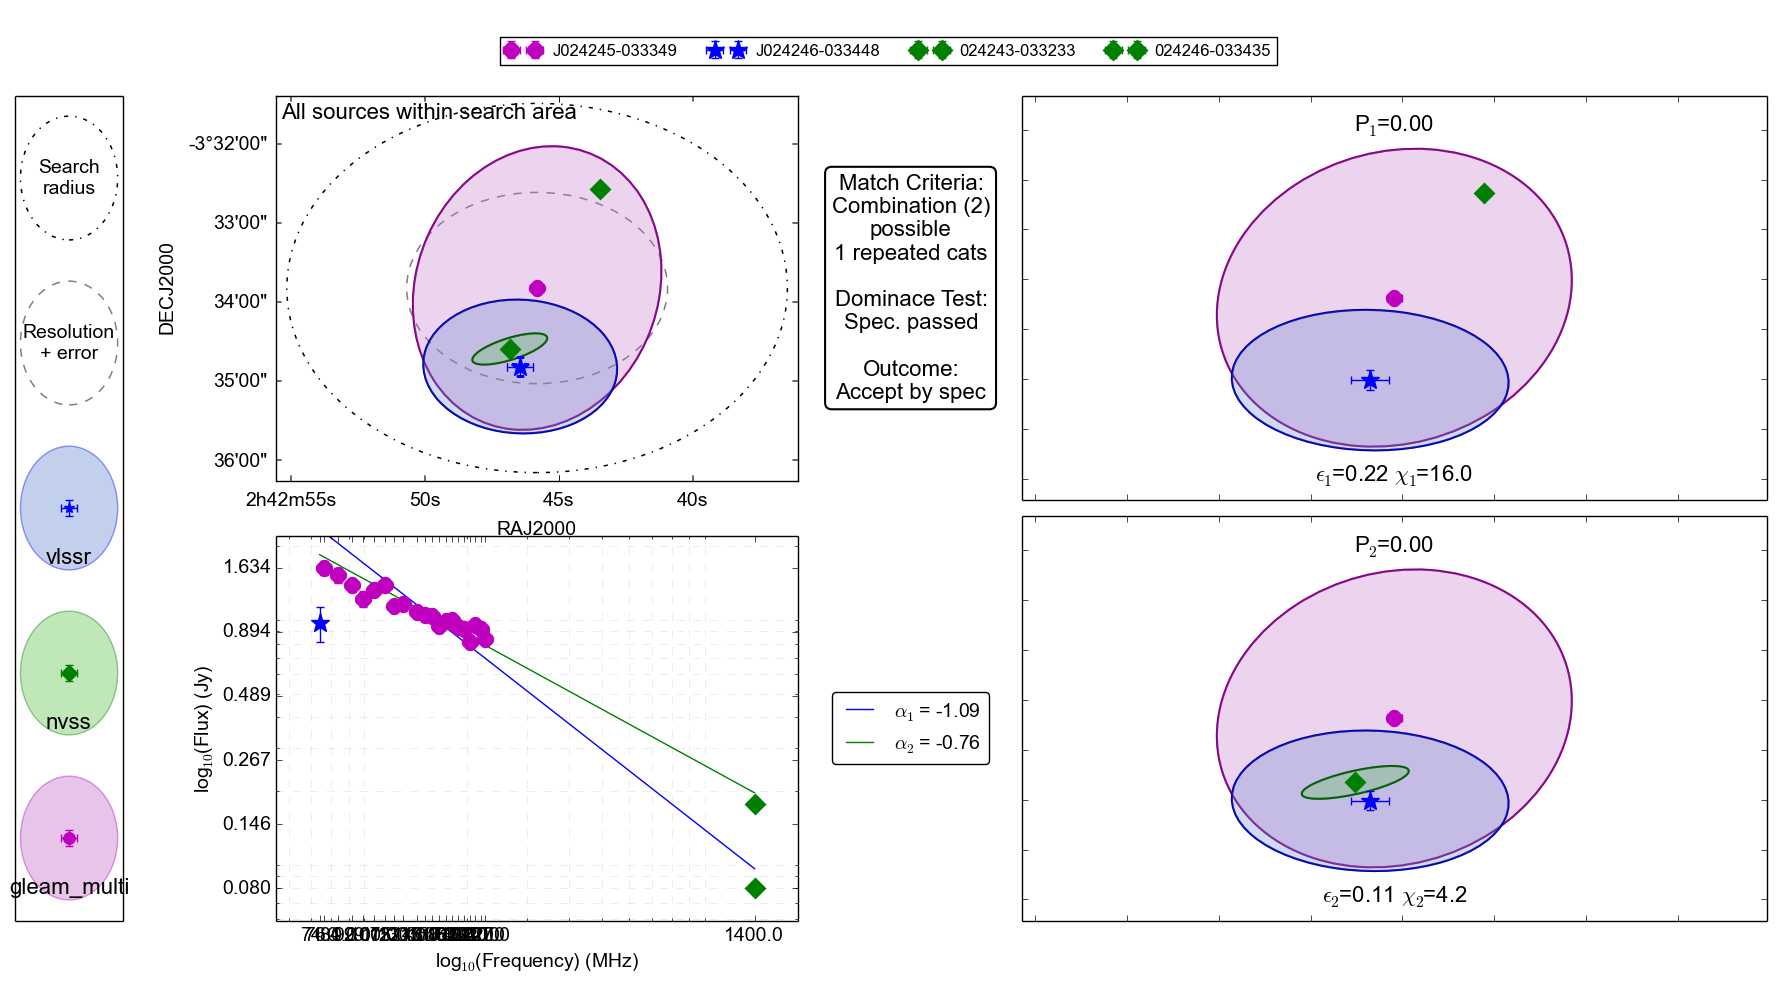 J024245-033349
J024246-033448
024243-033233
024246-033435
Search
radius
Resolution
+ error
vlssr
nvss
gleam_multi
All sources within search area
-3°32'00"
33'00"
34'00"
35'00"
36'00"
DECJ2000
2h42m55s
50s
45s
40s
RAJ2000
Match Criteria:
Combination (2)
possible
1 repeated cats
Dominace Test:
Spec. passed
Outcome:
Accept by spec
P1=0.00
ϵ1=0.22 χ1=16.0
1.634
0.894
0.489
0.267
0.146
0.080
log10(Flux) (Jy)
1400.0
log10(Frequency) (MHz)
α1 = -1.09
α2 = -0.76
P2=0.00
ϵ2=0.11 χ2=4.2